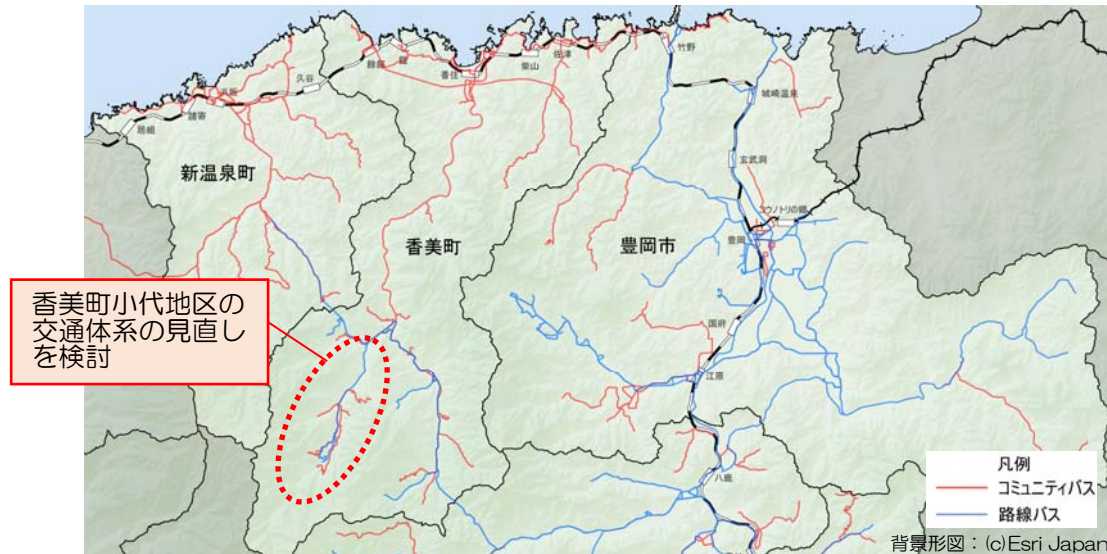 竹野
餘部
鎧
香住
柴山
佐津
久谷
浜坂
諸寄
居組
城崎温泉
新温泉町
玄武洞
コウノトリの郷
香美町
豊岡市
豊岡
香美町小代地区の
交通体系の見直し
を検討
国府
江原
八鹿
凡例
コミュニティバス
路線バス
背景形図：(c)Esri Japan